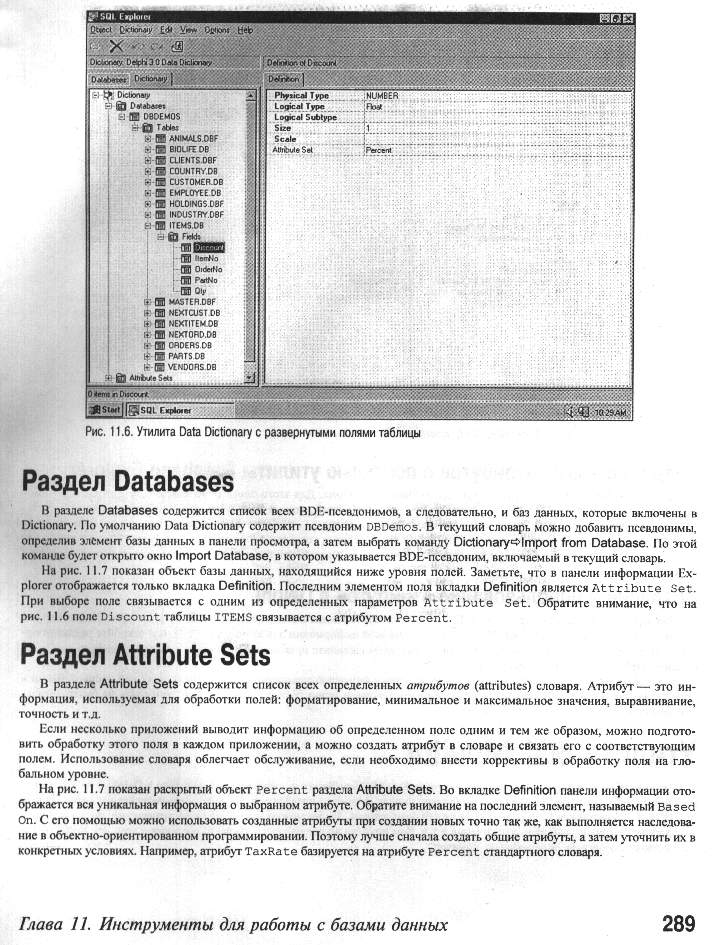 SQL Explorer
Object Dictionary Edit View Options Help
Dictionary: Delphi 3.0 Data Dictionary
Definition of Discount
Databases Dictionary
Definition
Dictionary
Databases
DBDEMOS
Tables
ANIMALS.DBF
BIOLIFE.DB
CLIENTS.DBF
COUNTRY.DB
CUSTOMER.DB
EMPLOYEE.DB
HOLDINGS.DBF
INDUSTRY.DBF
ITEMS.DB
Fields
Discount
ItemNo
OrderNo
PartNo
Qty
MASTER.DBF
NEXTCUST.DB
NEXTITEM.DB
NEXTORD.DB
ORDERS.DB
PARTS.DB
VENDORS.DB
Attribute Sets
Physical Type NUMBER
Logical Type Float
Logical Subtype
Size 1
Scale
Attribute Set Percent
0 items in Discount.
Start SQL Explorer 10:29 AM
Рис. 11.6. Утилита Data Dictionary с развернутыми полями таблицы
Раздел Databases
В разделе Databases содержится список всех BDE-псевдонимов, а следовательно, и баз данных, которые включены в
Dictionary. По умолчанию Data Dictionary содержит псевдоним DBDemos. В текущий словарь можно добавить псевдонимы,
определив элемент базы данных в панели просмотра, а затем выбрать команду Dictionary⇨Import from Database. По этой
команде будет открыто окно Import Database, в котором указывается BDE-псевдоним, включаемый в текущий словарь.
На рис. 11.7 показан объект базы данных, находящийся ниже уровня полей. Заметьте, что в панели информации Ex-
plorer отображается только вкладка Definition. Последним элементом поля вкладки Definition является Attribute Set.
При выборе поле связывается с одним из определенных параметров Attribute Set. Обратите внимание, что на
рис. 11.6 поле Discount таблицы ITEMS связывается с атрибутом Percent.
Раздел Attribute Sets
В разделе Attribute Sets содержится список всех определенных атрибутов (attributes) словаря. Атрибут — это ин-
формация, используемая для обработки полей: форматирование, минимальное и максимальное значения, выравнивание,
точность и т.д.
Если несколько приложений выводит информацию об определенном поле одним и тем же образом, можно подгото-
вить обработку этого поля в каждом приложении, а можно создать атрибут в словаре и связать его с соответствующим
полем. Использование словаря облегчает обслуживание, если необходимо внести коррективы в обработку поля на гло-
бальном уровне.
На рис. 11.7 показан раскрытый объект Percent раздела Attribute Sets. Во вкладке Definition панели информации ото-
бражается вся уникальная информация о выбранном атрибуте. Обратите внимание на последний элемент, называемый Based
On. С его помощью можно использовать созданные атрибуты при создании новых точно так же, как выполняется наследова-
ние в объектно-ориентированном программировании. Поэтому лучше сначала создать общие атрибуты, а затем уточнить их в
конкретных условиях. Например, атрибут TaxRate базируется на атрибуте Percent стандартного словаря.
Глава 11. Инструменты для работы с базами данных 289